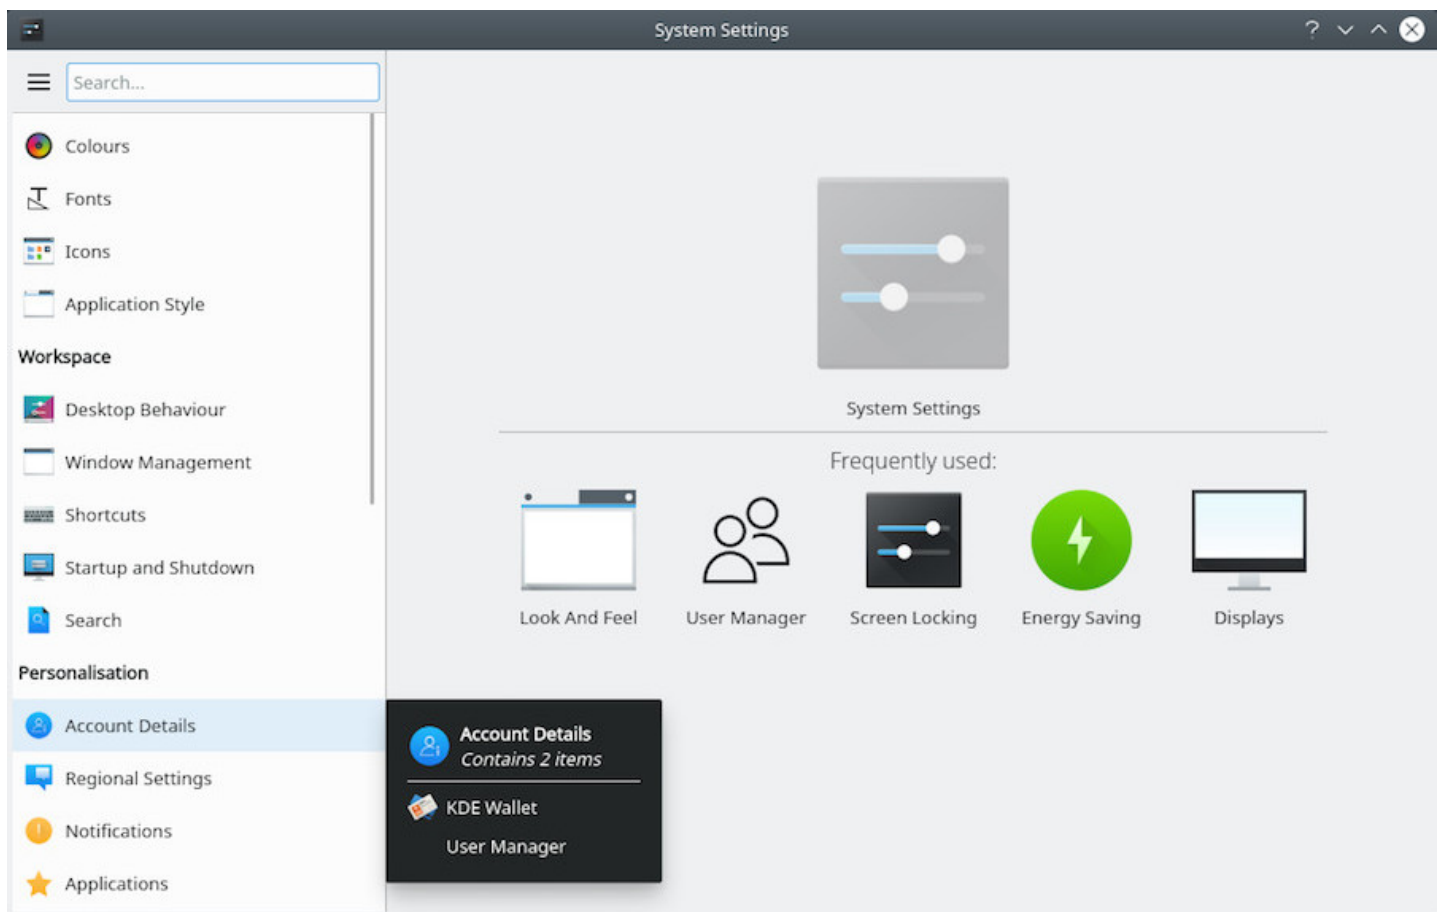 System Settings
Search...
Colours
Fonts
Icons
Application Style
Workspace
Desktop Behaviour
Window Management
Shortcuts
Startup and Shutdown
Search
Personalisation
Account Details
Regional Settings
Notifications
Applications
System Settings
Frequently used:
Look And Feel
User Manager
Screen Locking
Energy Saving
Displays
Account Details
Contains 2 items
KDE Wallet
User Manager